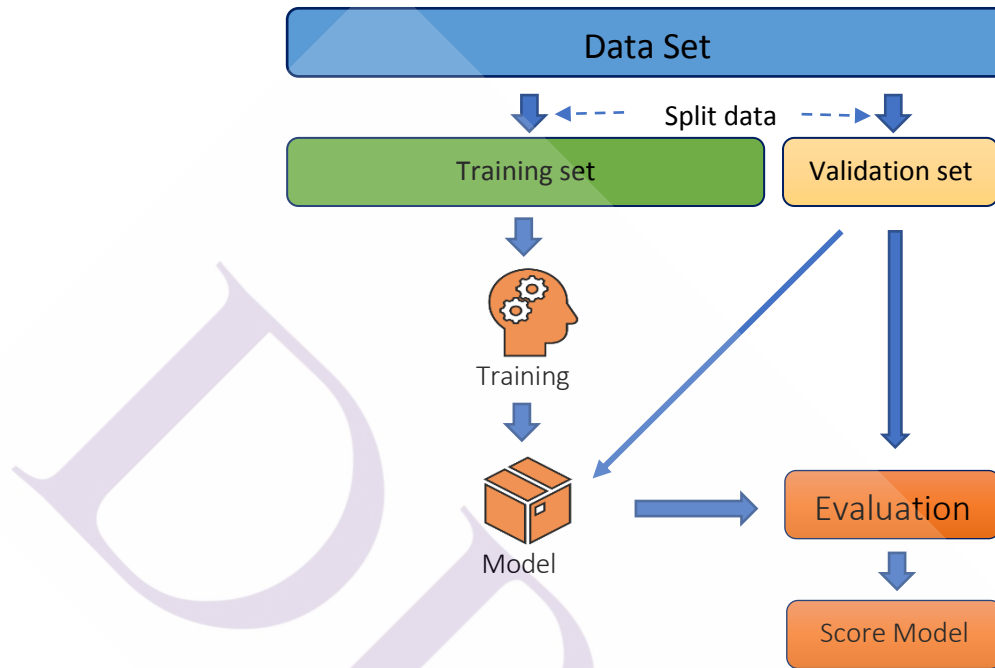 Data Set
Split data
Training set
Validation set
Training
Model
Evaluation
Score Model